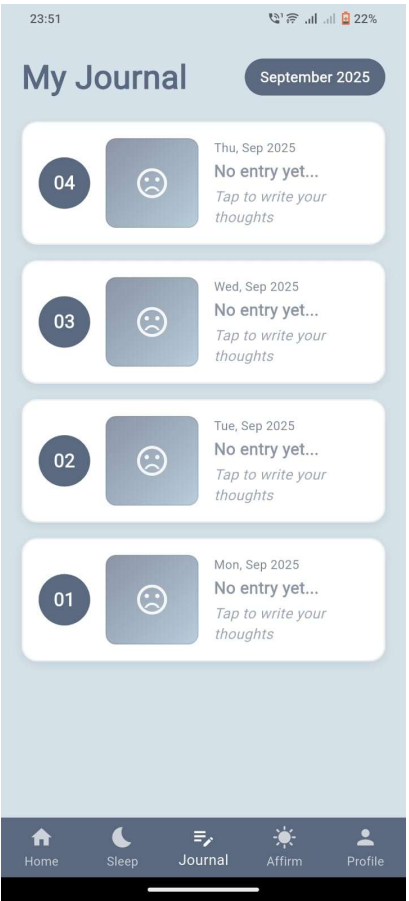 23:51
22%
My Journal
September 2025
Thu, Sep 2025
04
No entry yet...
Tap to write your
thoughts
Wed, Sep 2025
03
No entry yet...
Tap to write your
thoughts
Tue, Sep 2025
02
No entry yet...
Tap to write your
thoughts
Mon, Sep 2025
01
No entry yet...
Tap to write your
thoughts
Home
Sleep
Journal
Affirm
Profile